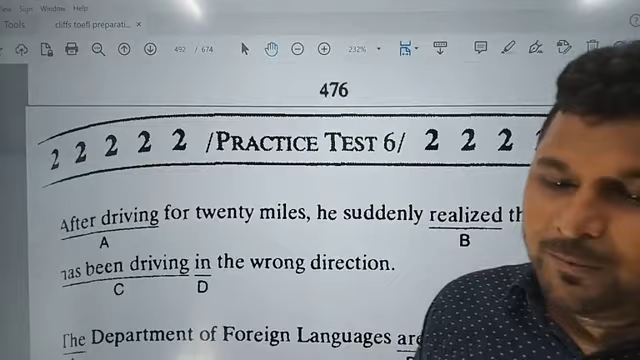 View Sign Window Help
Tools cliffs toefl preparati... ×
492 / 674 232%
476
2 2 2 2 2 /PRACTICE TEST 6/ 2 2 2
After driving for twenty miles, he suddenly realized
A B
has been driving in the wrong direction.
C D
The Department of Foreign Languages are